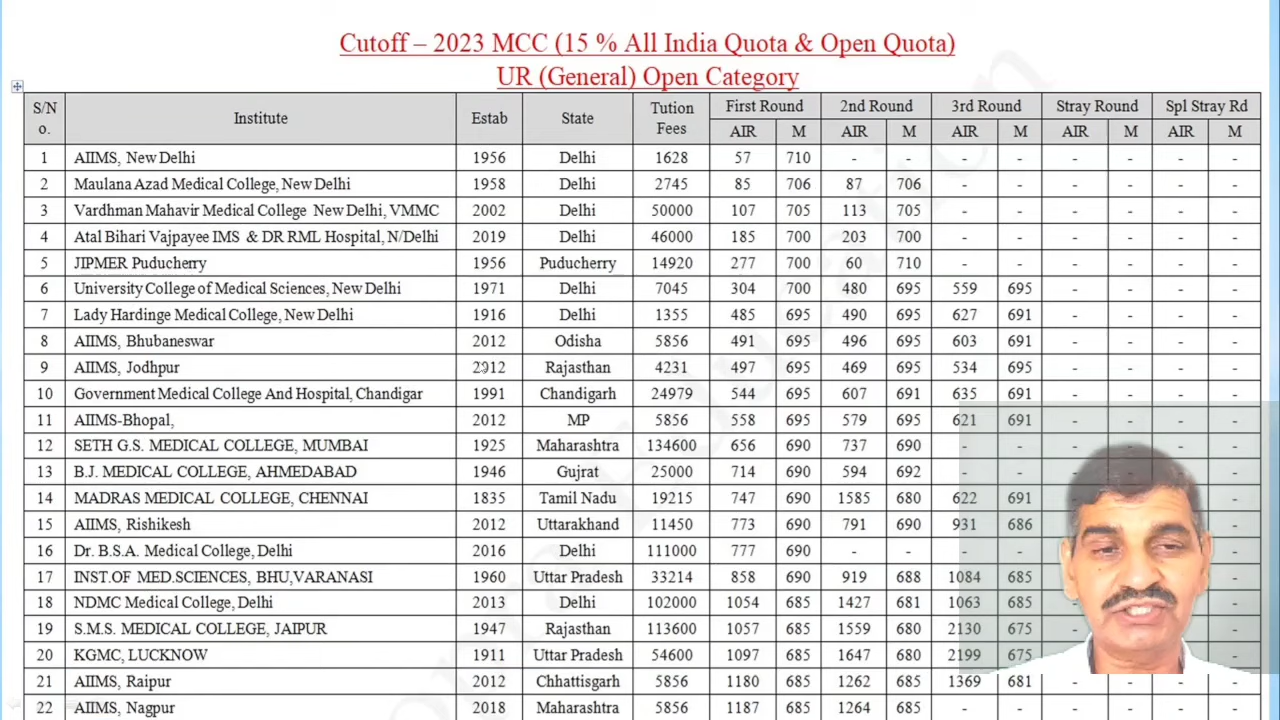 Cutoff – 2023 MCC (15 % All India Quota & Open Quota)
UR (General) Open Category
S/N o. Institute Estab State Tution Fees First Round 2nd Round 3rd Round Stray Round Spl Stray Rd
AIR M AIR M AIR M AIR M AIR M
1 AIIMS, New Delhi 1956 Delhi 1628 57 710 - - - - - - - -
2 Maulana Azad Medical College, New Delhi 1958 Delhi 2745 85 706 87 706 - - - - - -
3 Vardhman Mahavir Medical College New Delhi, VMMC 2002 Delhi 50000 107 705 113 705 - - - - - -
4 Atal Bihari Vajpayee IMS & DR RML Hospital, N/Delhi 2019 Delhi 46000 185 700 203 700 - - - - - -
5 JIPMER Puducherry 1956 Puducherry 14920 277 700 60 710 - - - - - -
6 University College of Medical Sciences, New Delhi 1971 Delhi 7045 304 700 480 695 559 695 - - - -
7 Lady Hardinge Medical College, New Delhi 1916 Delhi 1355 485 695 490 695 627 691 - - - -
8 AIIMS, Bhubaneswar 2012 Odisha 5856 491 695 496 695 603 691 - - - -
9 AIIMS, Jodhpur 2012 Rajasthan 4231 497 695 469 695 534 695 - - - -
10 Government Medical College And Hospital, Chandigar 1991 Chandigarh 24979 544 695 607 691 635 691 - - - -
11 AIIMS-Bhopal, 2012 MP 5856 558 695 579 695 621 691 - - - -
12 SETH G.S. MEDICAL COLLEGE, MUMBAI 1925 Maharashtra 134600 656 690 737 690 - - - - - -
13 B.J. MEDICAL COLLEGE, AHMEDABAD 1946 Gujrat 25000 714 690 594 692 - - - -
14 MADRAS MEDICAL COLLEGE, CHENNAI 1835 Tamil Nadu 19215 747 690 1585 680 622 691 -
15 AIIMS, Rishikesh 2012 Uttarakhand 11450 773 690 791 690 931 686 - -
16 Dr. B.S.A. Medical College, Delhi 2016 Delhi 111000 777 690 - - - - -
17 INST.OF MED.SCIENCES, BHU,VARANASI 1960 Uttar Pradesh 33214 858 690 919 688 1084 685 - -
18 NDMC Medical College, Delhi 2013 Delhi 102000 1054 685 1427 681 1063 685 - -
19 S.M.S. MEDICAL COLLEGE, JAIPUR 1947 Rajasthan 113600 1057 685 1559 680 2130 675 - -
20 KGMC, LUCKNOW 1911 Uttar Pradesh 54600 1097 685 1647 680 2199 675 - -
21 AIIMS, Raipur 2012 Chhattisgarh 5856 1180 685 1262 685 1369 681 - - - -
22 AIIMS, Nagpur 2018 Maharashtra 5856 1187 685 1264 685 - - - - - -